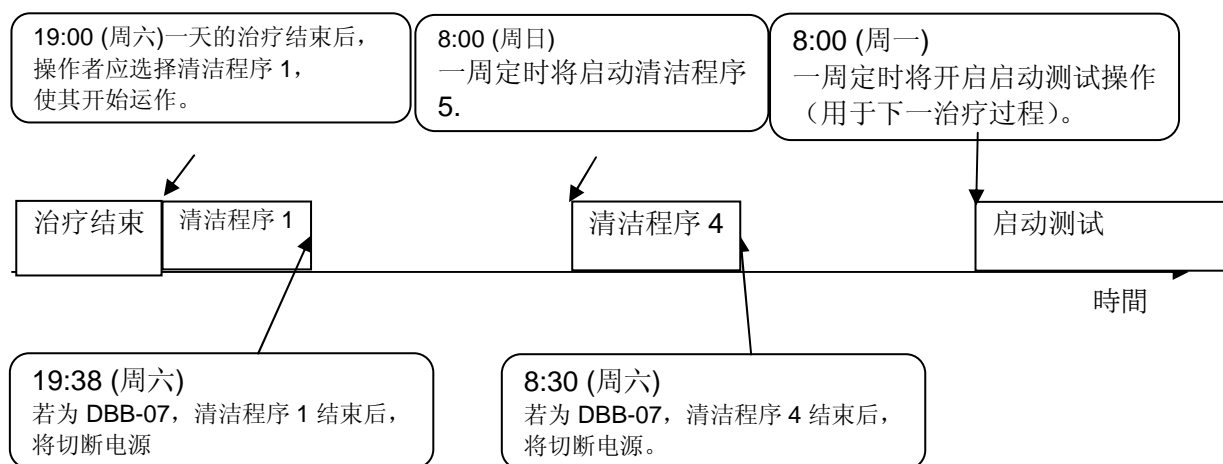 19:00 (周六)一天的治疗结束后，
操作者应选择清洁程序 1，
使其开始运作。
8:00 (周日)
一周定时将启动清洁程序
5.
8:00 (周一)
一周定时将开启启动测试操作
（用于下一治疗过程）。
治疗结束
清洁程序 1
清洁程序 4
启动测试
時間
19:38 (周六)
若为 DBB-07，清洁程序 1 结束后，
将切断电源
8:30 (周六)
若为 DBB-07，清洁程序 4 结束后，
将切断电源。